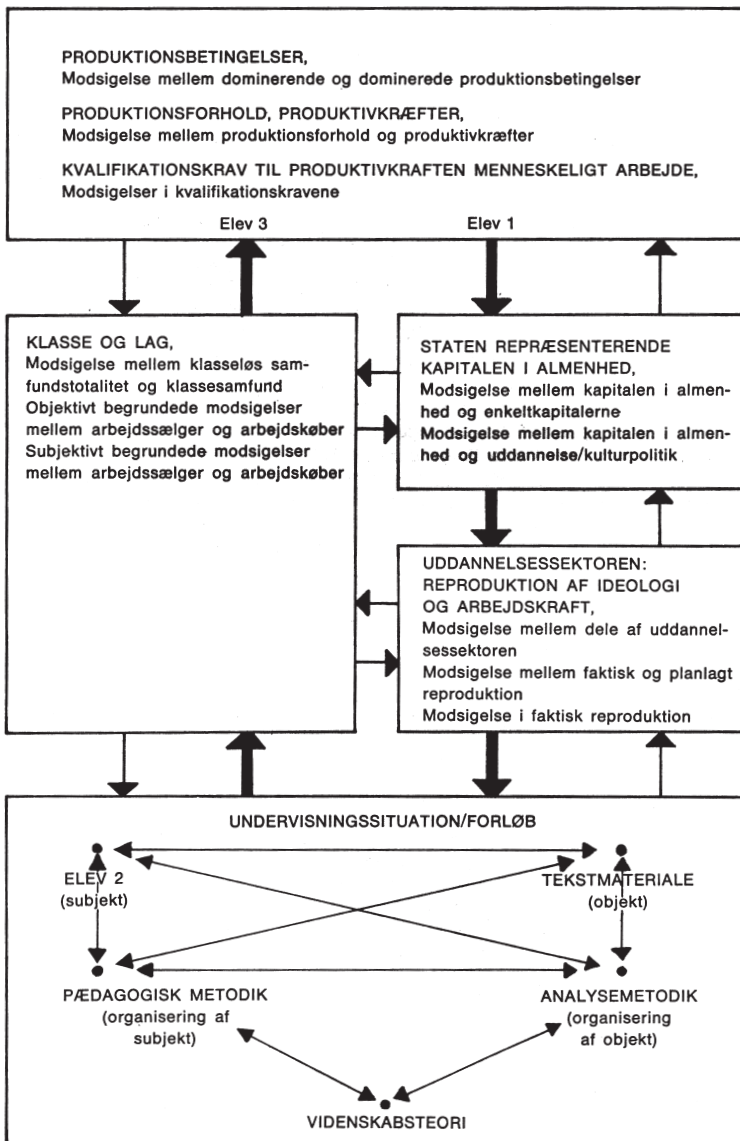 PRODUKTIONSBETINGELSER,
Modsigelse mellem dominerende og dominerede produktionsbetingelser
PRODUKTIONSFORHOLD, PRODUKTIVKRÆFTER,
Modsigelse mellem produktionsforhold og produktivkræfter
KVALIFIKATIONSKRAV TIL PRODUKTIVKRAFTEN MENNESKELIGT ARBEJDE,
Modsigelser i kvalifikationskravene
Elev 3
Elev 1
KLASSE OG LAG,
Modsigelse mellem klasseløs sam-
fundstotalitet og klassesamfund
Objektivt begrundede modsigelser
mellem arbejdssælger og arbejdskøber
Subjektivt begrundede modsigelser
mellem arbejdssælger og arbejdskøber
STATEN REPRÆSENTERENDE
KAPITALEN I ALMENHED,
Modsigelse mellem kapitalen i almen-
hed og enkeltkapitalerne
Modsigelse mellem kapitalen i almen-
hed og uddannelse/kulturpolitik
UDDANNELSESSEKTOREN:
REPRODUKTION AF IDEOLOGI
OG ARBEJDSKRAFT,
Modsigelse mellem dele af uddannel-
sessektoren
Modsigelse mellem faktisk og planlagt
reproduktion
Modsigelse i faktisk reproduktion
UNDERVISNINGSSITUATION/FORLØB
ELEV 2
(subjekt)
TEKSTMATERIALE
(objekt)
PÆDAGOGISK METODIK
(organisering af
subjekt)
ANALYSEMETODIK
(organisering
af objekt)
VIDENSKABSTEORI